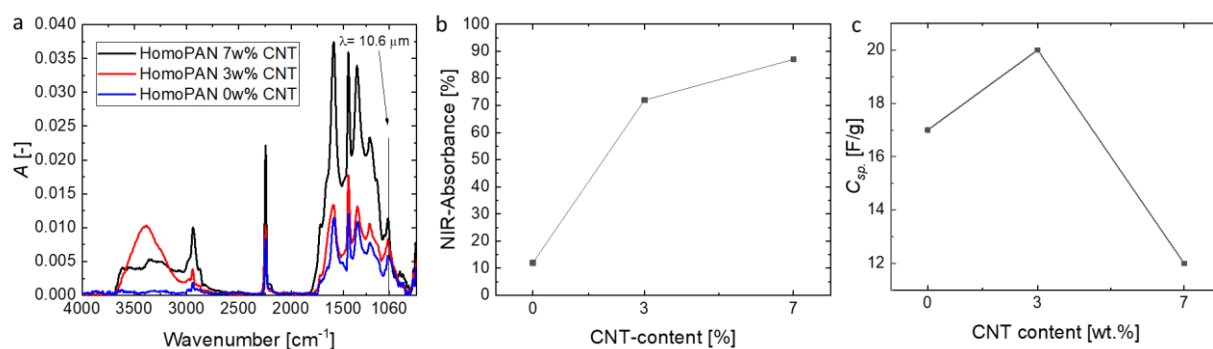 a
0.040
0.035
0.030
0.025
0.020
0.015
0.010
0.005
0.000
A [-]
HomoPAN 7w% CNT
HomoPAN 3w% CNT
HomoPAN 0w% CNT
λ= 10.6 µm
4000 3500 3000 2500 2000 1500 1060
Wavenumber [cm⁻¹]
b
100
90
80
70
60
50
40
30
20
10
0
NIR-Absorbance [%]
0 3 7
CNT-content [%]
c
20
18
16
14
12
Csp. [F/g]
0 3 7
CNT content [wt.%]